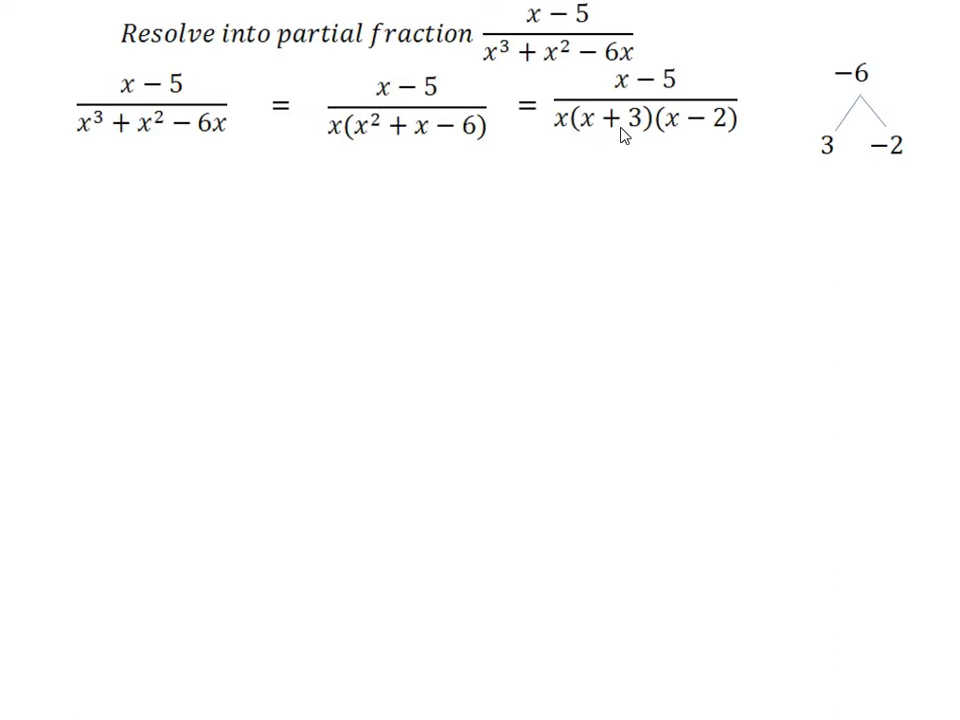 Resolve into partial fraction (x − 5)/(x³ + x² − 6x)
(x − 5)/(x³ + x² − 6x) = (x − 5)/(x(x² + x − 6)) = (x − 5)/(x(x + 3)(x − 2))
−6
3 −2